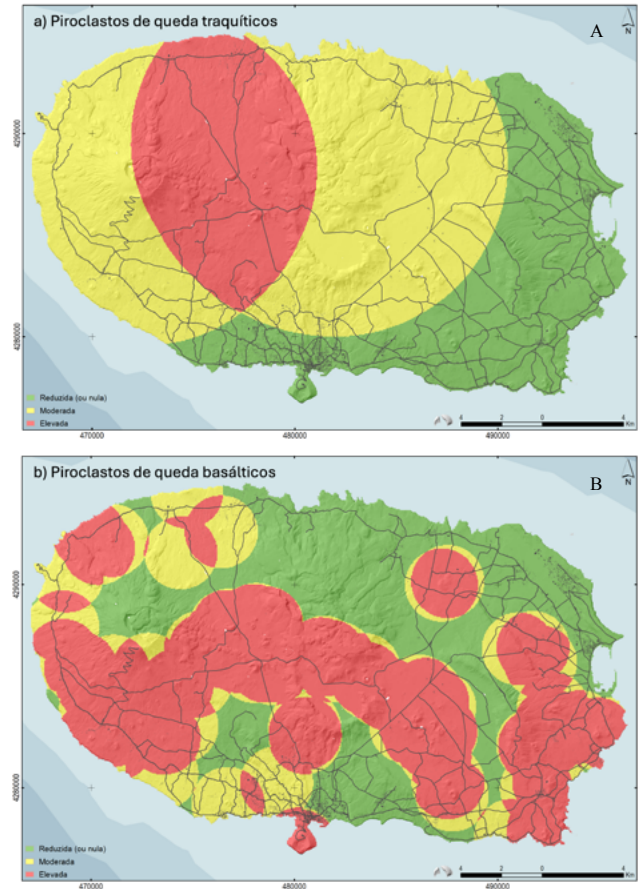 a) Piroclastos de queda traquíticos
A
N
4290000
4280000
Reduzida (ou nula)
Moderada
Elevada
4 2 0 4
Km
470000 480000 490000
b) Piroclastos de queda basálticos
B
N
4290000
4280000
Reduzida (ou nula)
Moderada
Elevada
4 2 0 4
Km
470000 480000 490000